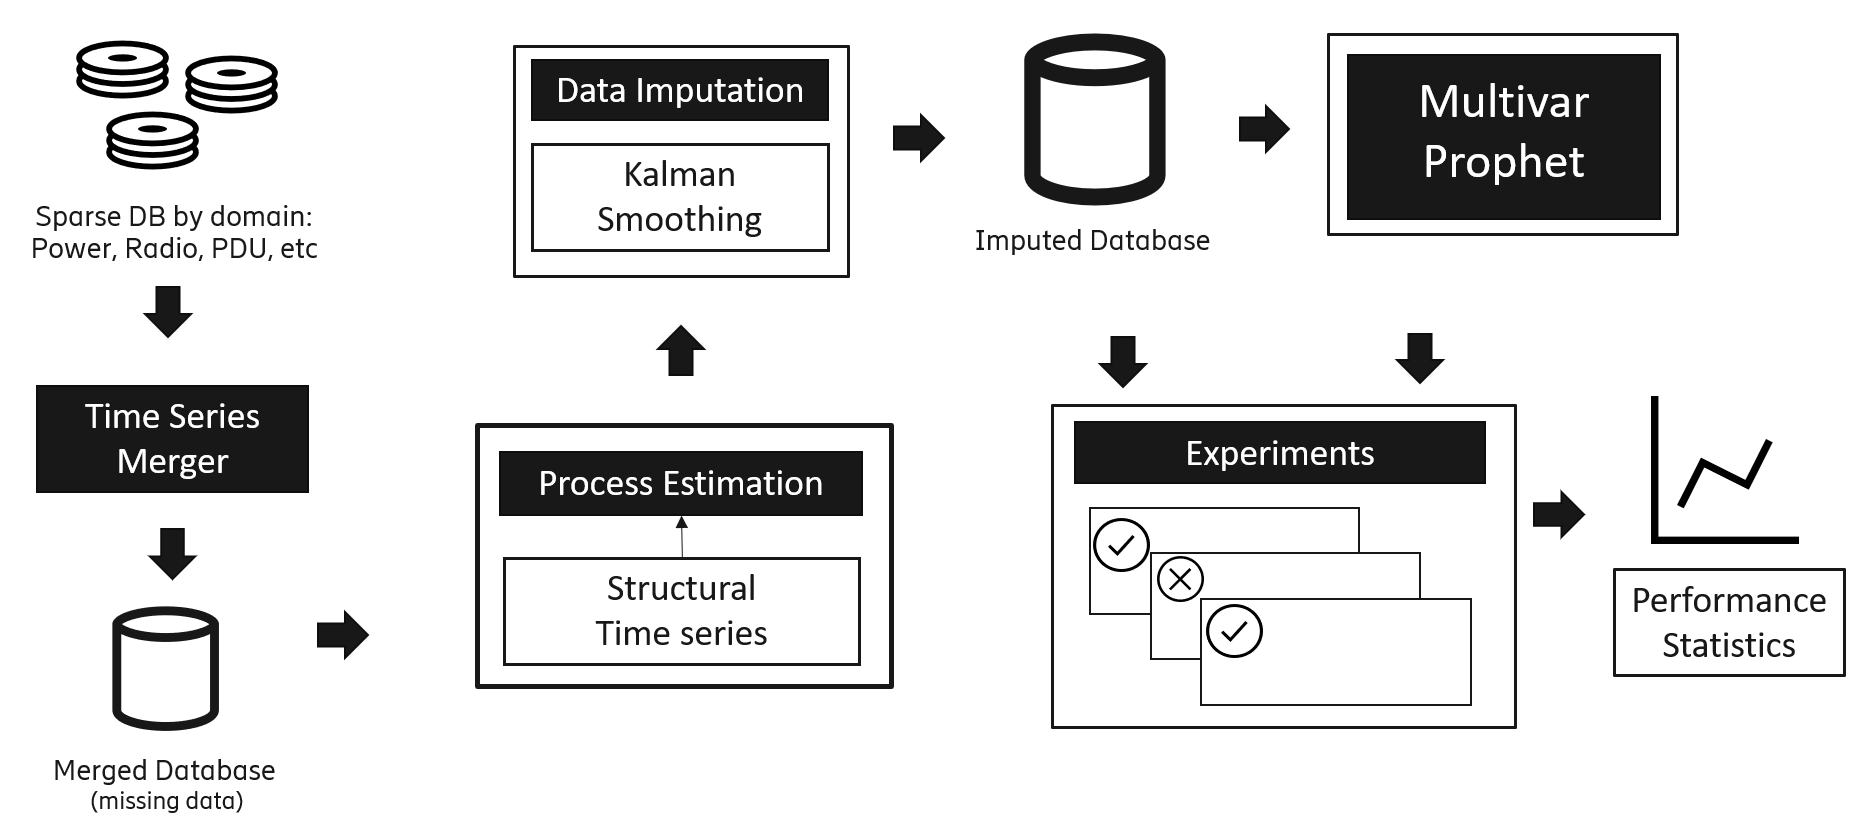 Sparse DB by domain:
Power, Radio, PDU, etc
Time Series
Merger
Merged Database
(missing data)
Process Estimation
Structural
Time series
Data Imputation
Kalman
Smoothing
Imputed Database
Multivar
Prophet
Experiments
Performance
Statistics